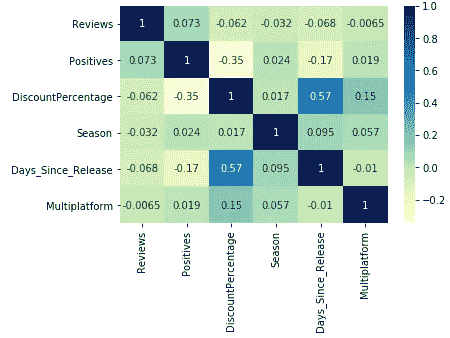 Reviews 1 0.073 -0.062 -0.032 -0.068 -0.0065
Positives 0.073 1 -0.35 0.024 -0.17 0.019
DiscountPercentage -0.062 -0.35 1 0.017 0.57 0.15
Season -0.032 0.024 0.017 1 0.095 0.057
Days_Since_Release -0.068 -0.17 0.57 0.095 1 -0.01
Multiplatform -0.0065 0.019 0.15 0.057 -0.01 1
Reviews
Positives
DiscountPercentage
Season
Days_Since_Release
Multiplatform
1.0
0.8
0.6
0.4
0.2
0.0
−0.2